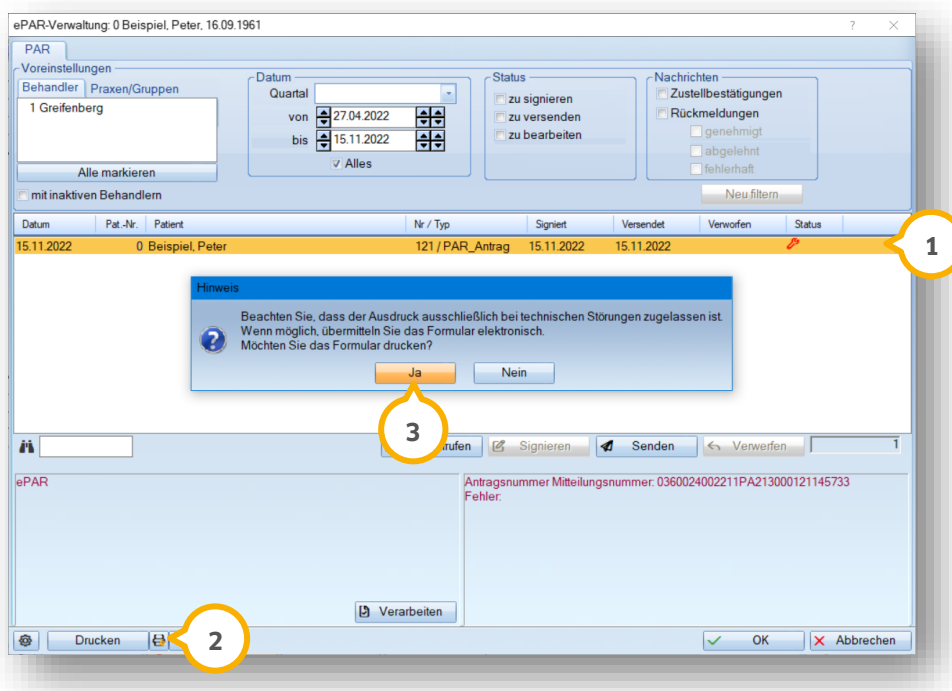 ePAR-Verwaltung: 0 Beispiel, Peter, 16.09.1961
?
PAR
Voreinstellungen
Behandler Praxen/Gruppen
1 Greifenberg
Alle markieren
mit inaktiven Behandlern
Datum
Quartal
von 27.04.2022
bis 15.11.2022
Alles
Status
zu signieren
zu versenden
zu bearbeiten
Nachrichten
Zustellbestätigungen
Rückmeldungen
genehmigt
abgelehnt
fehlerhaft
Neu filtern
Datum Pat.-Nr. Patient Nr / Typ Signiert Versendet Verworfen Status
15.11.2022 0 Beispiel, Peter 121 / PAR_Antrag 15.11.2022 15.11.2022
1
Hinweis
Beachten Sie, dass der Ausdruck ausschließlich bei technischen Störungen zugelassen ist.
Wenn möglich, übermitteln Sie das Formular elektronisch.
Möchten Sie das Formular drucken?
Ja Nein
3
rufen Signieren Senden Verwerfen 1
ePAR
Antragsnummer Mitteilungsnummer: 0360024002211PA213000121145733
Fehler:
Verarbeiten
Drucken
2
OK Abbrechen